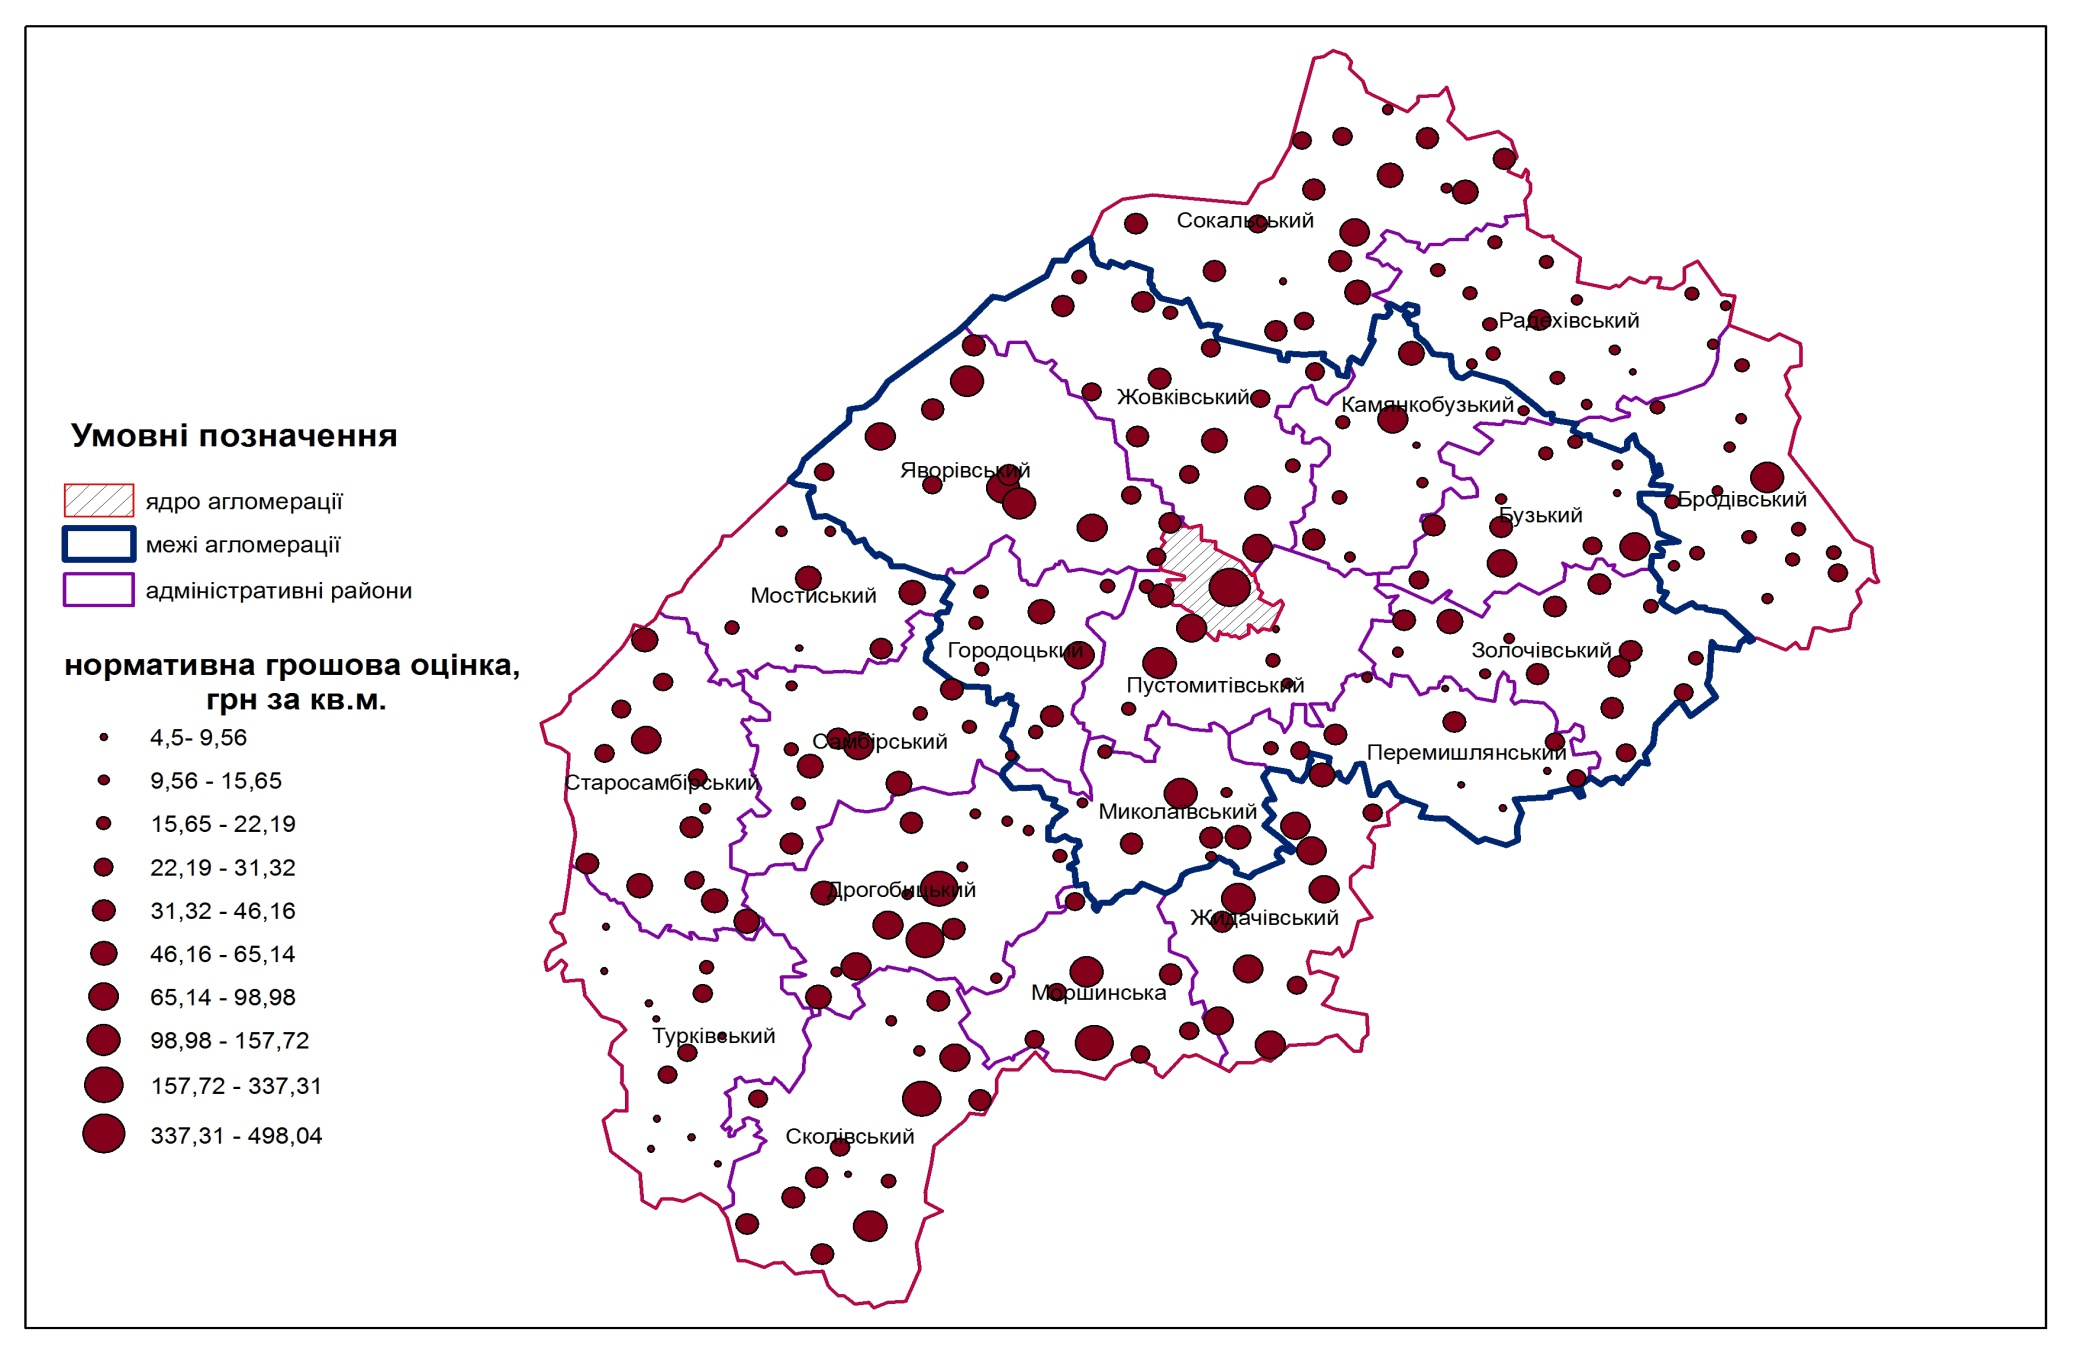 Умовні позначення
ядро агломерації
межі агломерації
адміністративні райони
нормативна грошова оцінка,
грн за кв.м.
4,5- 9,56
9,56 - 15,65
15,65 - 22,19
22,19 - 31,32
31,32 - 46,16
46,16 - 65,14
65,14 - 98,98
98,98 - 157,72
157,72 - 337,31
337,31 - 498,04
Сокальський
Радехівський
Жовківський
Камянкобузький
Яворівський
Бродівський
Бузький
Мостиський
Городоцький
Золочівський
Пустомитівський
Самбірський
Перемишлянський
Старосамбірський
Миколаївський
Дрогобицький
Жидачівський
Моршинська
Турківський
Сколівський